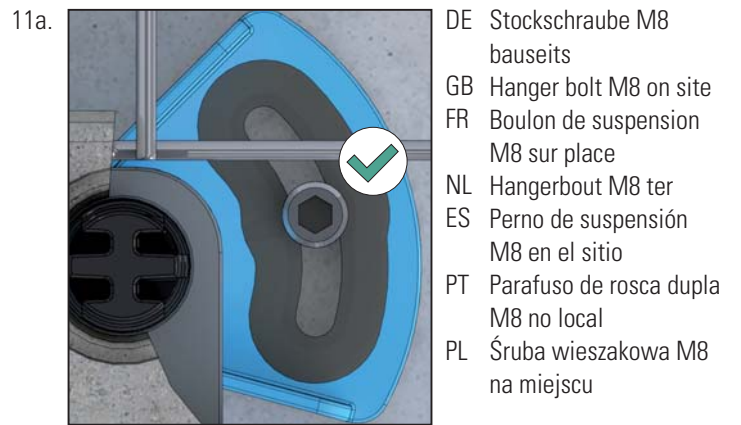 11a.
DE Stockschraube M8
bauseits
GB Hanger bolt M8 on site
FR Boulon de suspension
M8 sur place
NL Hangerbout M8 ter
ES Perno de suspensión
M8 en el sitio
PT Parafuso de rosca dupla
M8 no local
PL Śruba wieszakowa M8
na miejscu